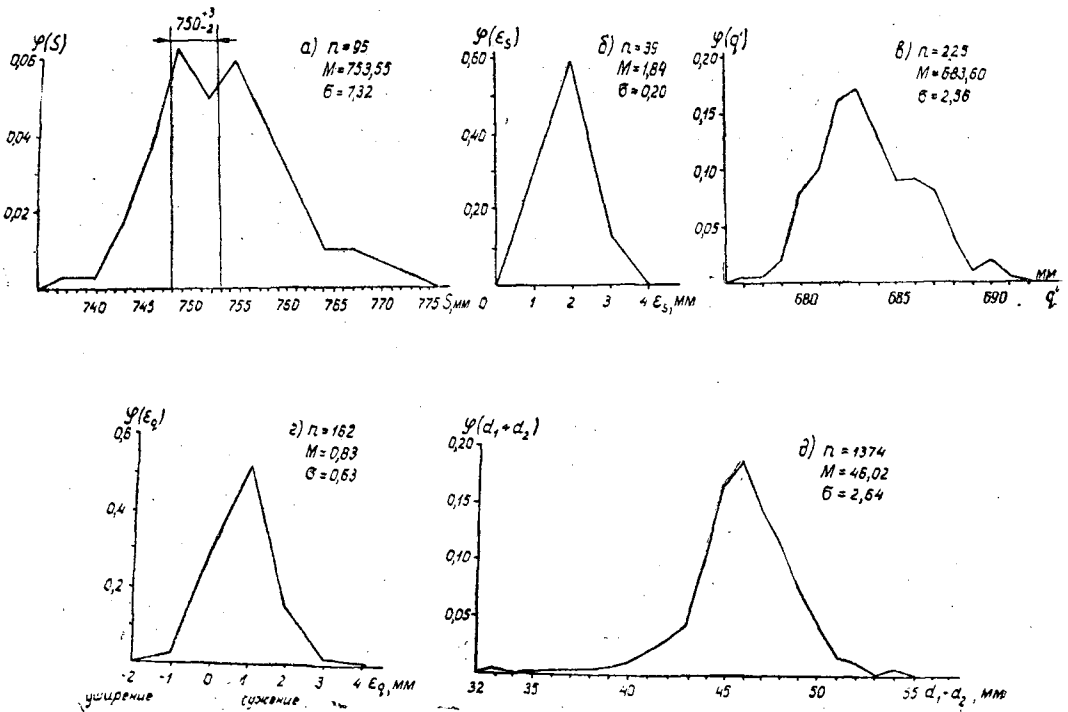 φ(S)
750 +3 -2
а) n=95
M=753,55
б=7,32
0,06
0,04
0,02
740 745 750 755 760 765 770 775 S,мм
φ(ε_S)
б) n=35
M=1,84
б=0,20
0,60
0,40
0,20
0 1 2 3 4 ε_S, мм
φ(q')
в) n=225
M=683,60
б=2,56
0,20
0,15
0,10
0,05
680 685 690 мм
q'
φ(ε_q)
г) n=162
M=0,83
б=0,63
0,6
0,4
0,2
-2 -1 0 1 2 3 4 ε_q, мм
уширение сужение
φ(d₁+d₂)
д) n=1374
M=46,02
б=2,64
0,20
0,15
0,10
0,05
32 35 40 45 50 55 d₁+d₂, мм